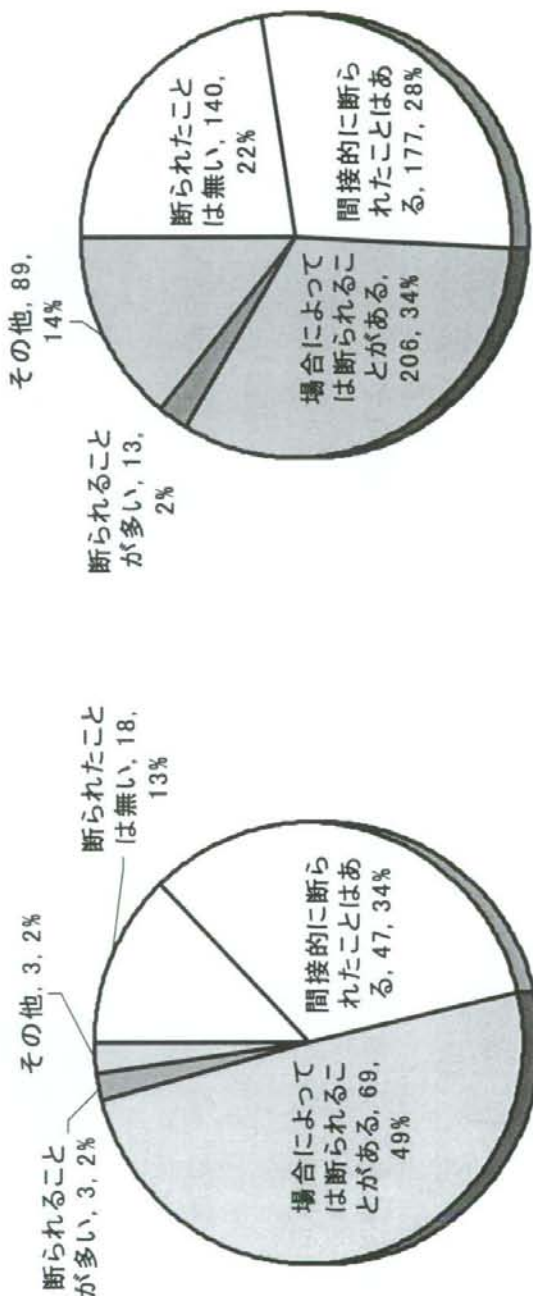 その他, 89,
14%
断られたこと
は無い, 140,
22%
間接的に断ら
れたことはあ
る, 177, 28%
場合によって
は断られるこ
とがある,
206, 34%
断られること
が多い, 13,
2%
その他, 3, 2%
断られたこと
は無い, 18,
13%
間接的に断ら
れたことはあ
る, 47, 34%
場合によって
は断られるこ
とがある, 69,
49%
断られること
が多い, 3, 2%